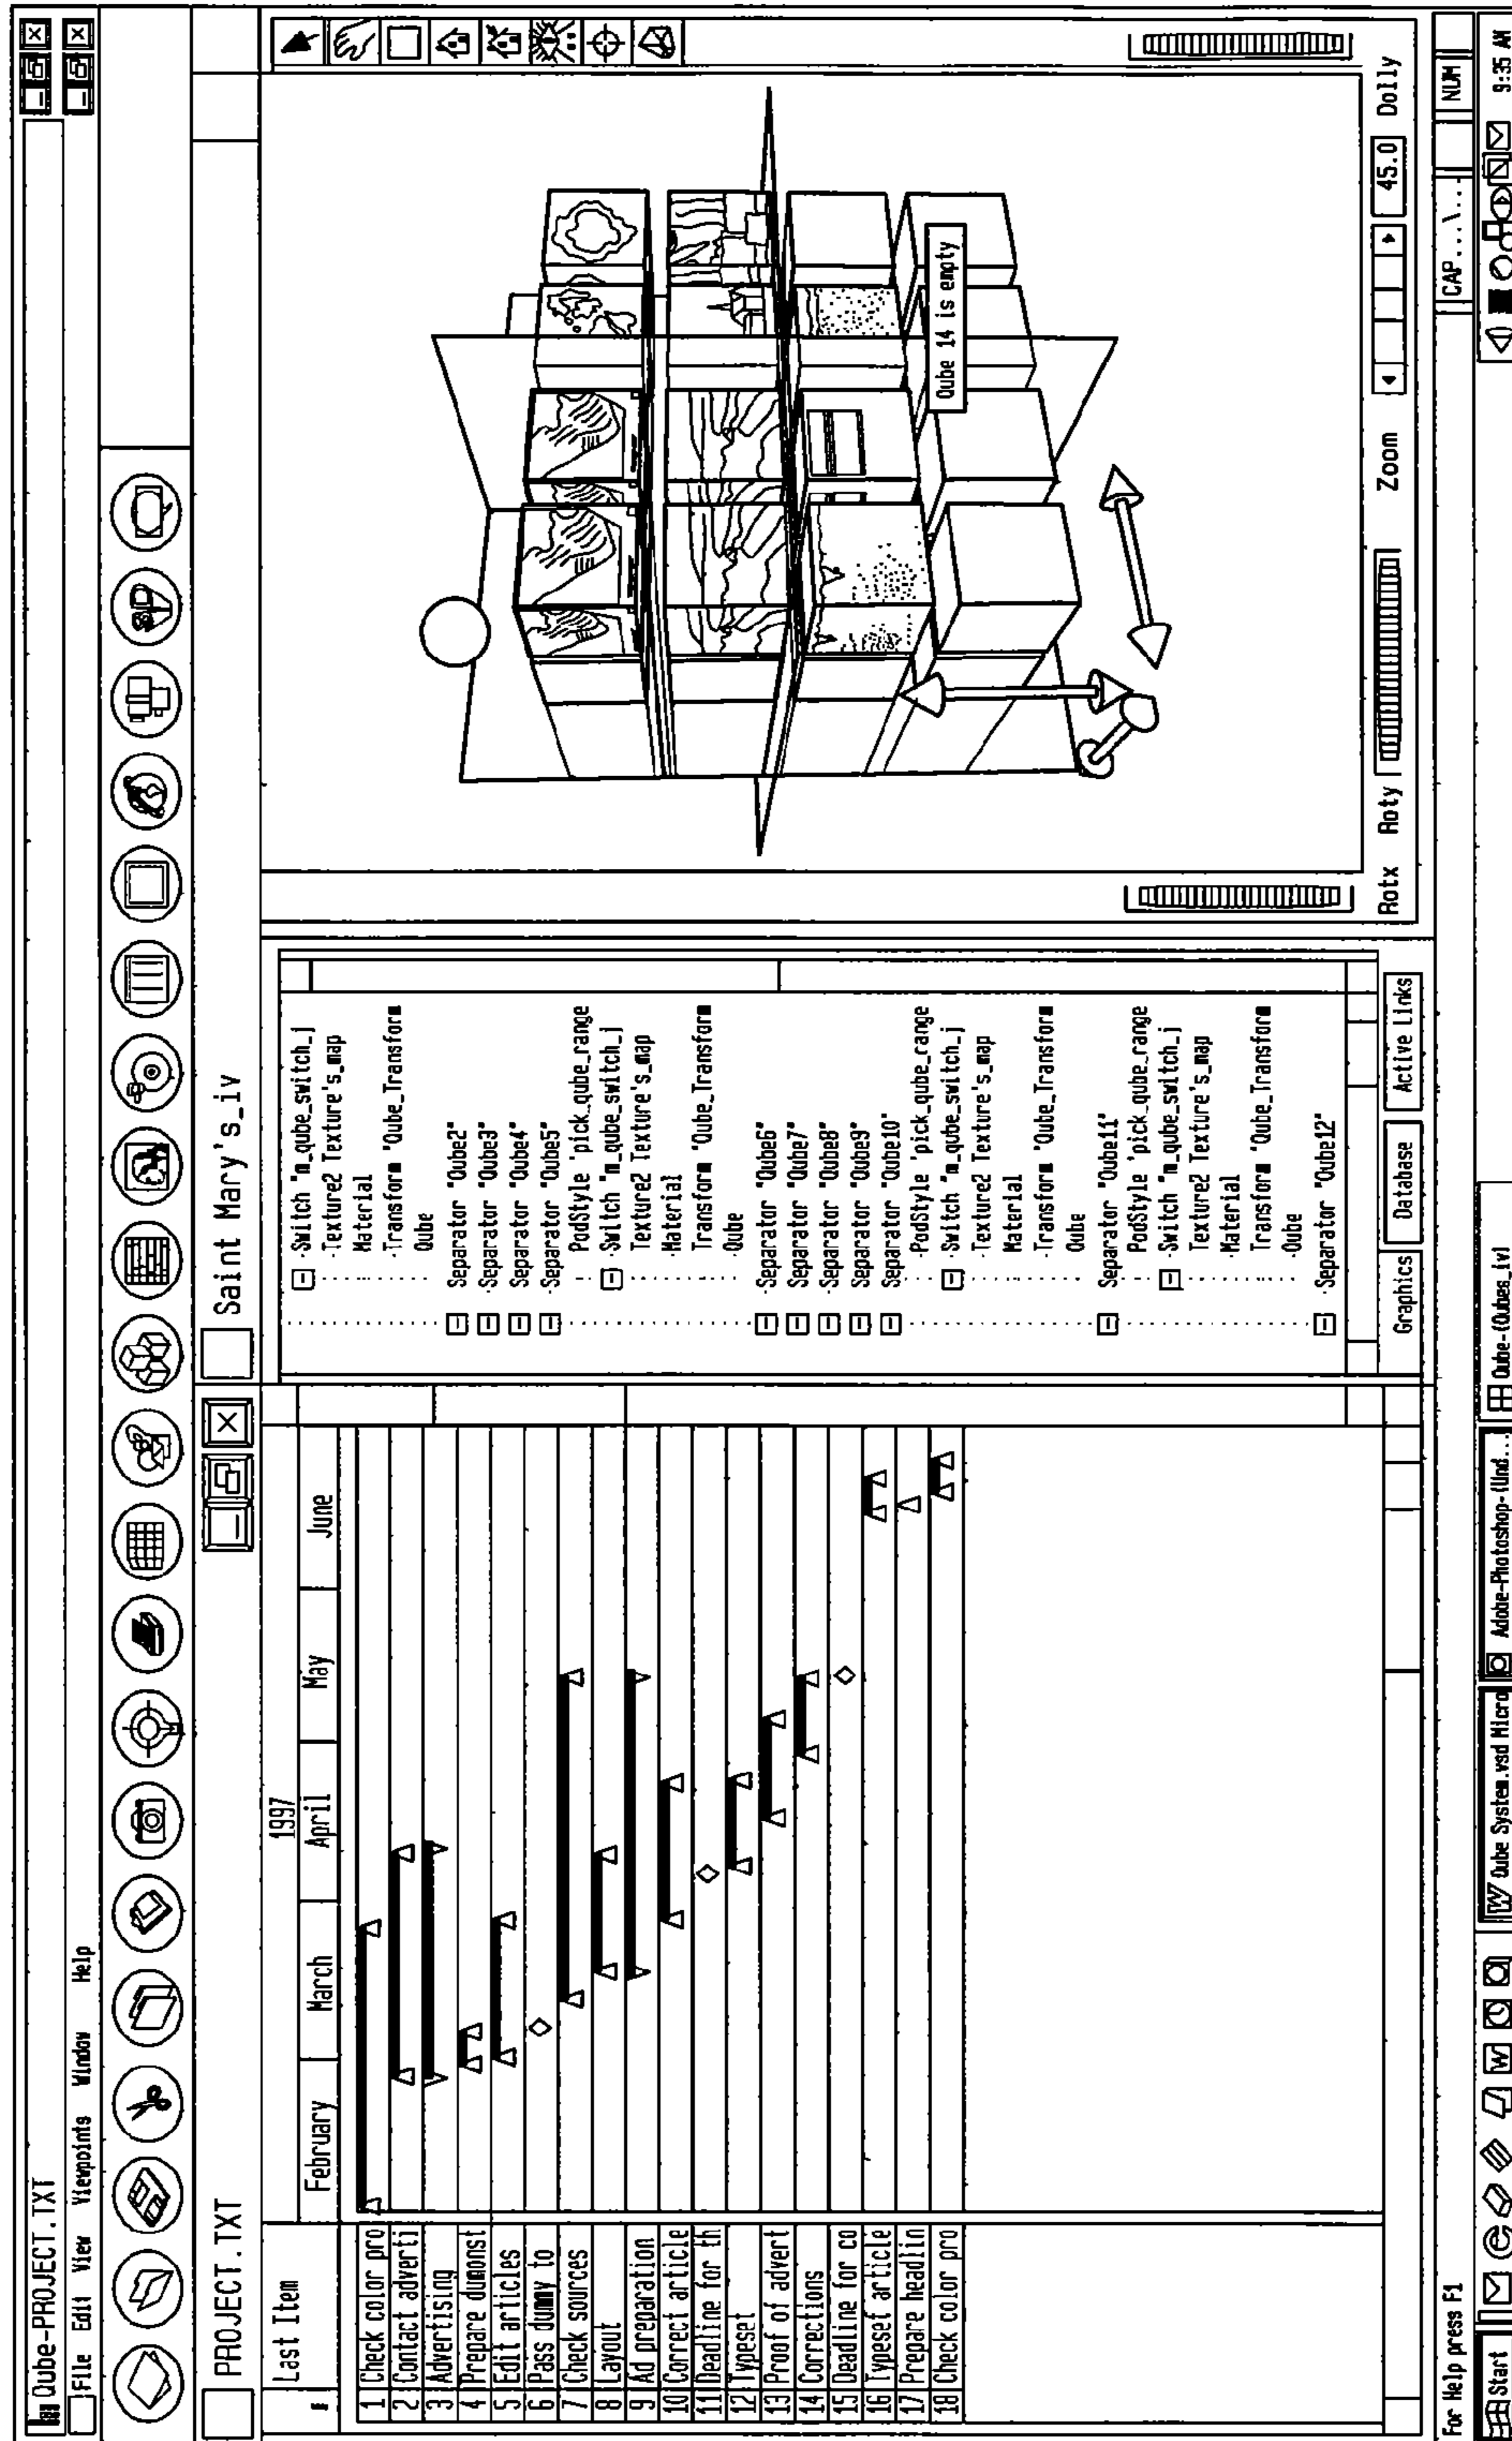 Qube-PROJECT.TXT
File Edit View Viewpoints Window Help
PROJECT.TXT
Last Item
1997
February March April May June
1 Check color pro
2 Contact adverti
3 Advertising
4 Prepare dumonst
5 Edit articles
6 Pass dummy to
7 Check sources
8 Layout
9 Ad preparation
10 Correct article
11 Deadline for th
12 Typeset
13 Proof of advert
14 Corrections
15 Deadline for co
16 Typeset article
17 Prepare headlin
18 Check color pro
Saint Mary's_iv
Switch "m_qube_switch_j
Texture2 Texture's_map
Material
Transform 'Qube_Transform
Qube
Separator "Qube2"
Separator "Qube3"
Separator "Qube4"
Separator "Qube5"
PodStyle 'pick_qube_range
Switch "m_qube_switch_j
Texture2 Texture's_map
Material
Transform 'Qube_Transform
Qube
Separator "Qube6"
Separator "Qube7"
Separator "Qube8"
Separator "Qube9"
Separator "Qube10"
PodStyle 'pick_qube_range
Switch "m_qube_switch_j
Texture2 Texture's_map
Material
Transform 'Qube_Transform
Qube
Separator "Qube11"
PodStyle 'pick_qube_range
Switch "m_qube_switch_j
Texture2 Texture's_map
Material
Transform 'Qube_Transform
Qube
Separator "Qube12"
Graphics Database Active Links
3D
Qube 14 is empty
Rotx Roty Zoom 45.0 Dolly
For Help press F1
CAP...\... NUM
Start W Qube System.vsd Micro Adobe-Photoshop-(Und... Qube-(Qubes_iv) 9:35 AM